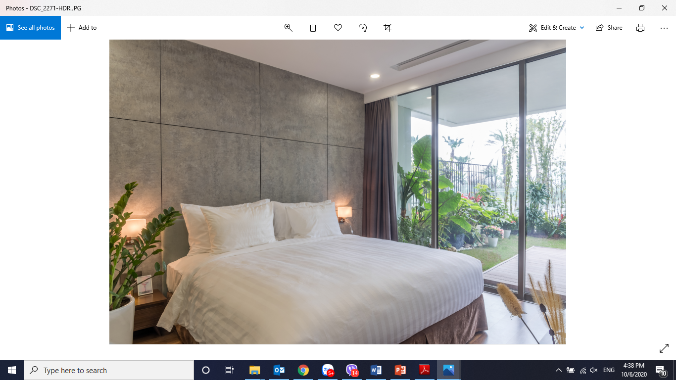 Photos - DSC_2271-HDR.JPG
See all photos
Add to
Edit & Create
Share
Type here to search
ENG
4:38 PM
10/6/2020